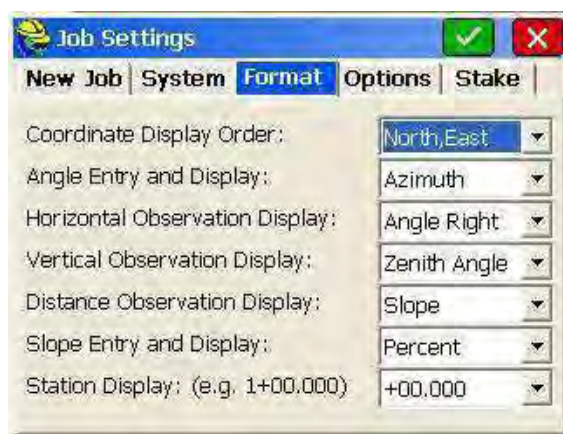 Job Settings
New Job System Format Options Stake
Coordinate Display Order: North,East
Angle Entry and Display: Azimuth
Horizontal Observation Display: Angle Right
Vertical Observation Display: Zenith Angle
Distance Observation Display: Slope
Slope Entry and Display: Percent
Station Display: (e.g. 1+00.000) +00.000